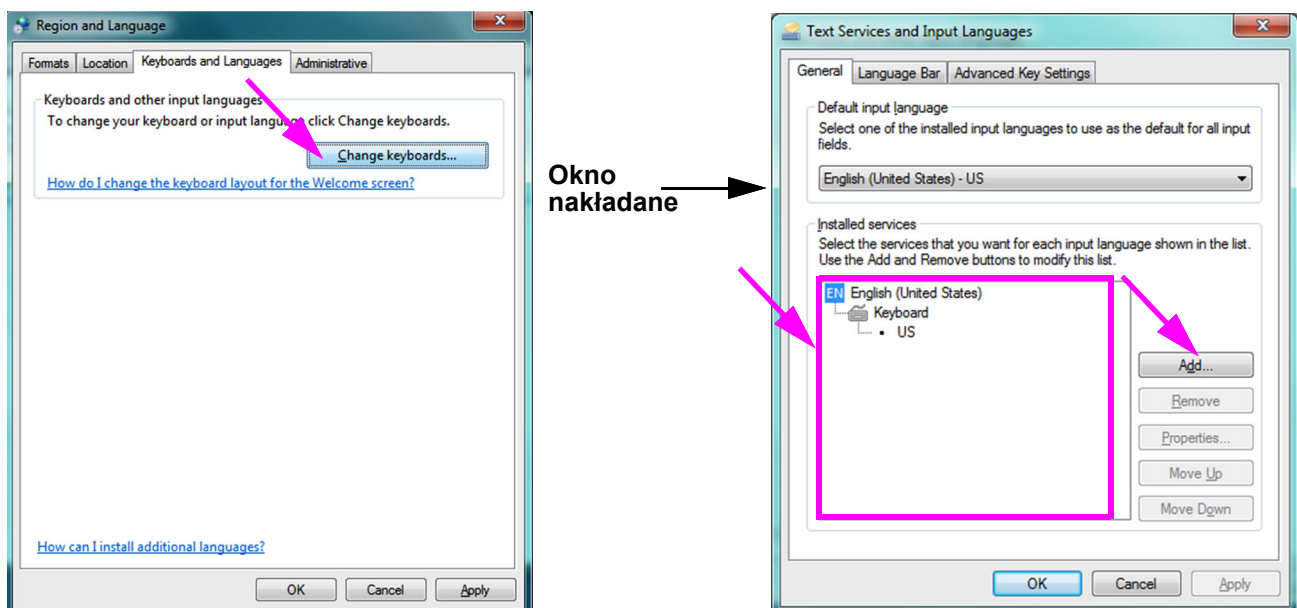 Region and Language
Formats Location Keyboards and Languages Administrative
Keyboards and other input languages
To change your keyboard or input language click Change keyboards.
Change keyboards...
How do I change the keyboard layout for the Welcome screen?
How can I install additional languages?
OK Cancel Apply
Okno
nakładane
Text Services and Input Languages
General Language Bar Advanced Key Settings
Default input language
Select one of the installed input languages to use as the default for all input
fields.
English (United States) - US
Installed services
Select the services that you want for each input language shown in the list.
Use the Add and Remove buttons to modify this list.
EN English (United States)
Keyboard
US
Add...
Remove
Properties...
Move Up
Move Down
OK Cancel Apply